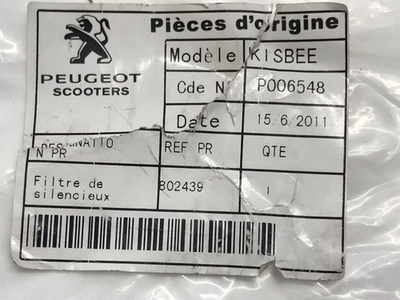 Pièces d'origine
PEUGEOT
SCOOTERS
Modèle KISBEE
Cde N P006548
Date 15.6.2011
N PR REF PR QTE
Filtre de 802439 1
silencieux